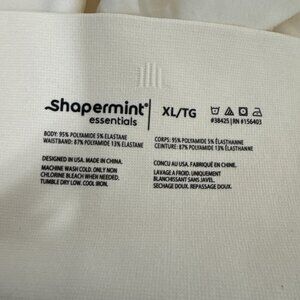 Shapermint®
essentials
XL/TG
#38425 | RN #156403
BODY: 95% POLYAMIDE 5% ELASTANE
WAISTBAND: 87% POLYAMIDE 13% ELASTANE
DESIGNED IN USA. MADE IN CHINA.
MACHINE WASH COLD. ONLY NON
CHLORINE BLEACH WHEN NEEDED.
TUMBLE DRY LOW. COOL IRON.
CORPS: 95% POLYAMIDE 5% ÉLASTHANNE
CEINTURE: 87% POLYAMIDE 13% ÉLASTHANNE
CONCU AU USA. FABRIQUÉ EN CHINE.
LAVAGE A FROID. UNIQUEMENT
BLANCHISSANT SANS JAVEL.
SECHAGE DOUX. REPASSAGE DOUX.